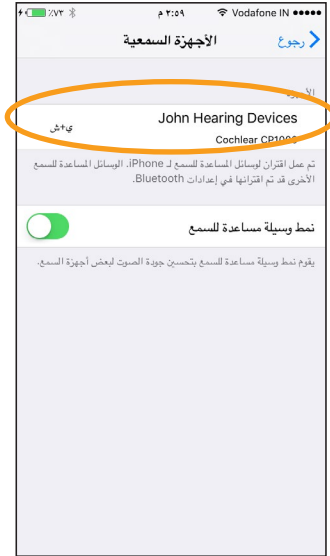 Vodafone IN ٢:٥٩ م ٪٧٣
رجوع الأجهزة السمعية
John Hearing Devices
ي+ش
Cochlear
تم عمل اقتران لوسائل المساعدة للسمع لـ iPhone. الوسائل المساعدة للسمع
الأخرى قد تم اقترانها في إعدادات Bluetooth.
نمط وسيلة مساعدة للسمع
يقوم نمط وسيلة مساعدة للسمع بتحسين جودة الصوت لبعض أجهزة السمع.